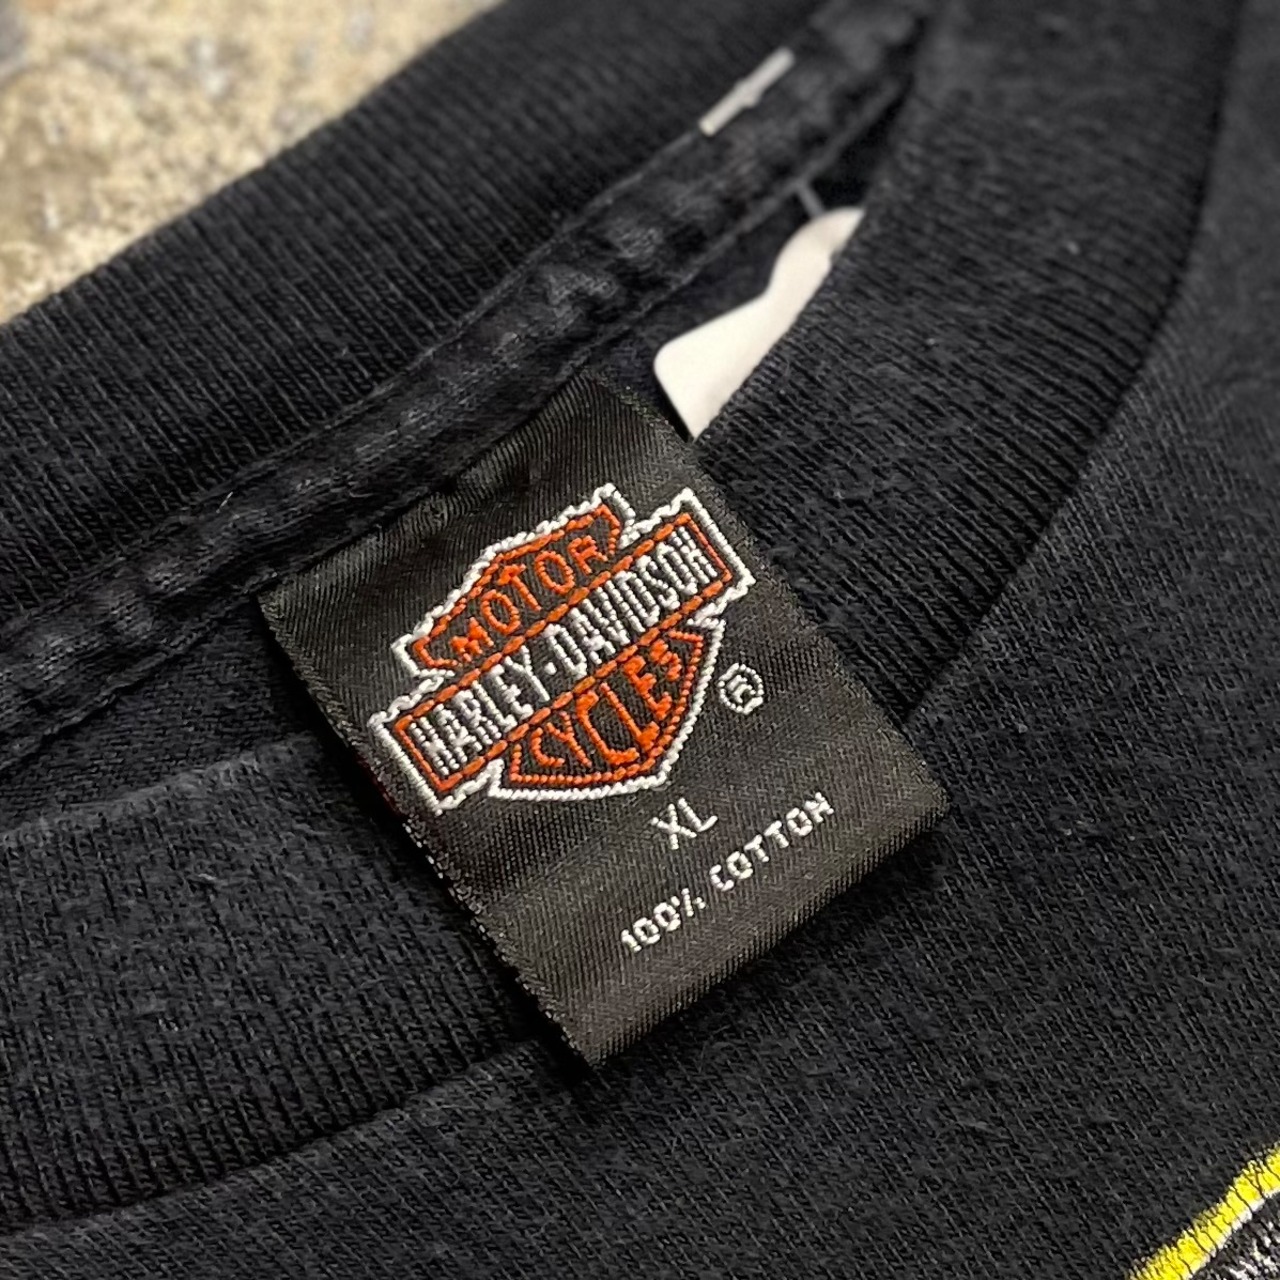 MOTOR
HARLEY-DAVIDSON
CYCLES
®
XL
100% COTTON